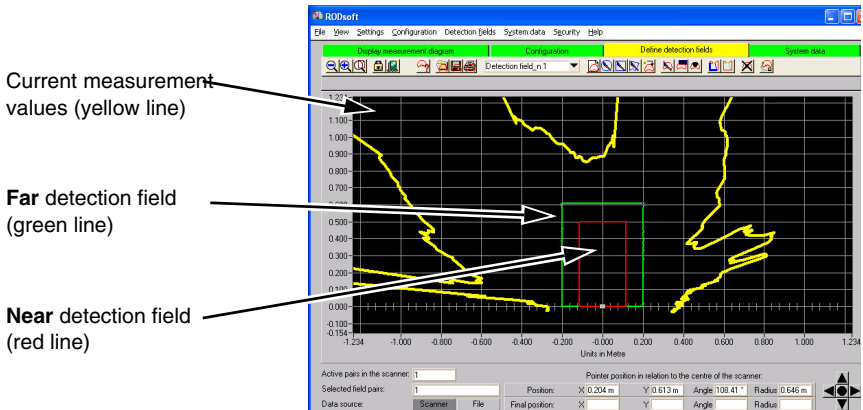 RODsoft
File View Settings Configuration Detection fields System data Security Help
Display measurement diagram Configuration Define detection fields System data
Detection field_n 1
Current measurement
values (yellow line)
Far detection field
(green line)
Near detection field
(red line)
1.234
1.100
1.000
0.900
0.800
0.700
0.600
0.500
0.400
0.300
0.200
0.100
0.000
-0.100
-0.154
-1.234 -1.000 -0.800 -0.600 -0.400 -0.200 -0.000 0.200 0.400 0.600 0.800 1.000 1.234
Units in Metre
Active pairs in the scanner: 1 Pointer position in relation to the centre of the scanner:
Selected field pairs: 1 Position: X 0.204 m Y 0.613 m Angle 108.41 ° Radius 0.646 m
Data source: Scanner File Final position: X Y Angle Radius